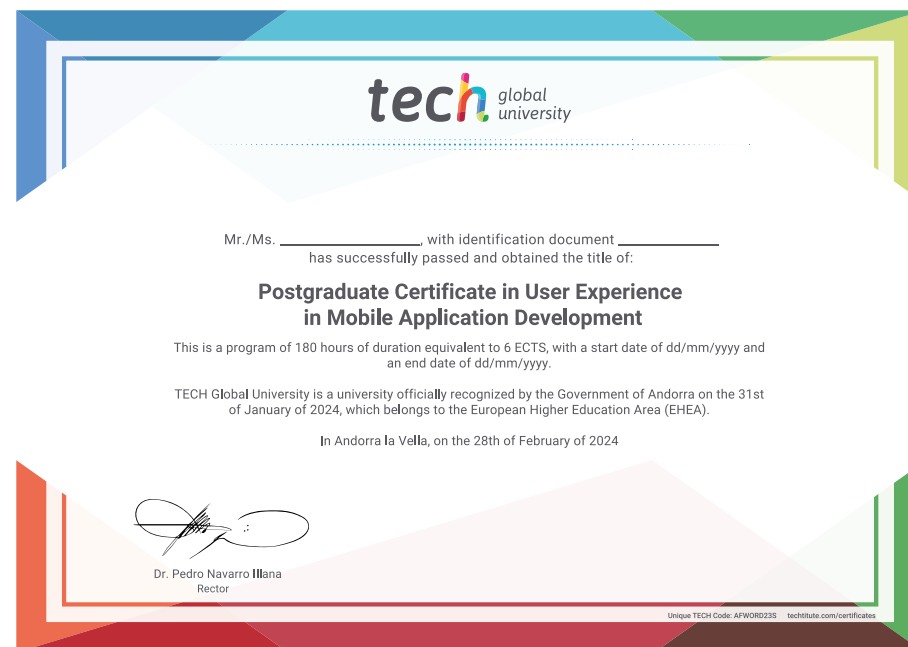 tech global university
Mr./Ms. ____________________, with identification document ______________
has successfully passed and obtained the title of:
Postgraduate Certificate in User Experience
in Mobile Application Development
This is a program of 180 hours of duration equivalent to 6 ECTS, with a start date of dd/mm/yyyy and
an end date of dd/mm/yyyy.
TECH Global University is a university officially recognized by the Government of Andorra on the 31st
of January of 2024, which belongs to the European Higher Education Area (EHEA).
In Andorra la Vella, on the 28th of February of 2024
Dr. Pedro Navarro Illana
Rector
Unique TECH Code: AFWORD23S techtitute.com/certificates